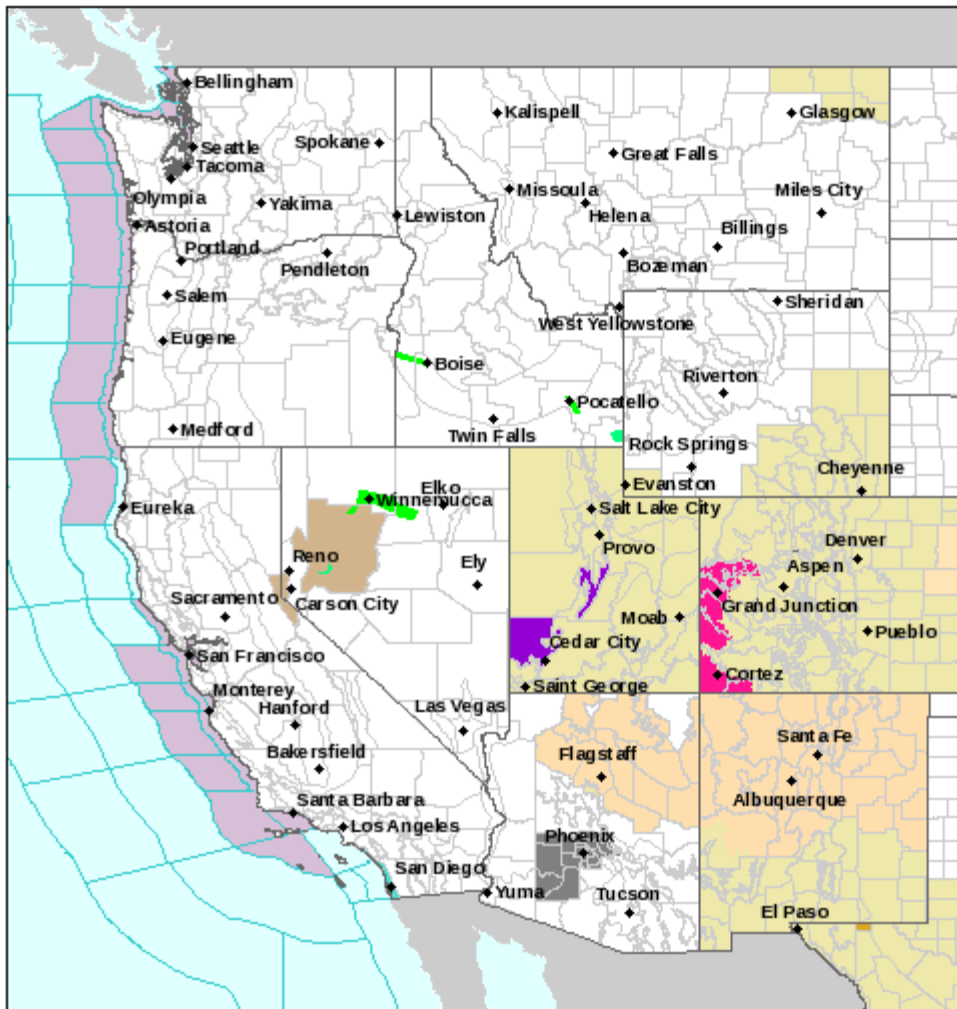 Bellingham
Kalispell
Glasgow
Seattle
Spokane
Great Falls
Tacoma
Missoula
Miles City
Olympia
Yakima
Lewiston
Helena
Astoria
Billings
Portland
Pendleton
Bozeman
Salem
Sheridan
West Yellowstone
Eugene
Boise
Riverton
Pocatello
Medford
Twin Falls
Rock Springs
Cheyenne
Elko
Evanston
Winnemucca
Eureka
Salt Lake City
Provo
Denver
Reno
Ely
Aspen
Sacramento
Carson City
Grand Junction
Moab
Pueblo
Cedar City
San Francisco
Cortez
Saint George
Monterey
Hanford
Las Vegas
Santa Fe
Bakersfield
Flagstaff
Albuquerque
Santa Barbara
Los Angeles
Phoenix
San Diego
Yuma
Tucson
El Paso